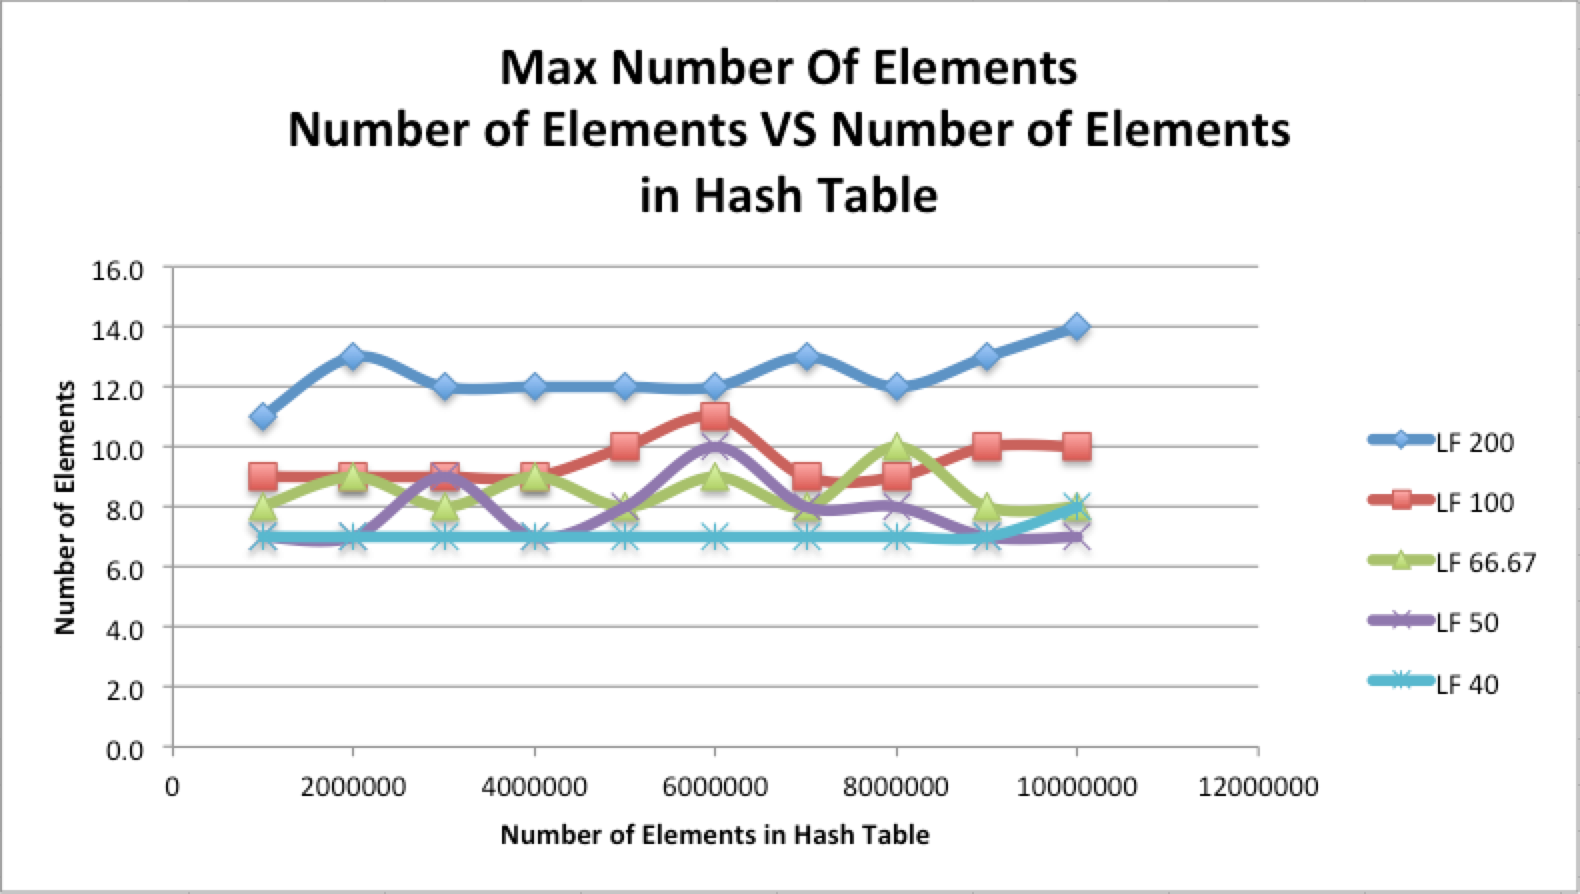 Max Number Of Elements
Number of Elements VS Number of Elements
in Hash Table
16.0
14.0
12.0
10.0
8.0
6.0
4.0
2.0
0.0
Number of Elements
0 2000000 4000000 6000000 8000000 10000000 12000000
Number of Elements in Hash Table
LF 200
LF 100
LF 66.67
LF 50
LF 40